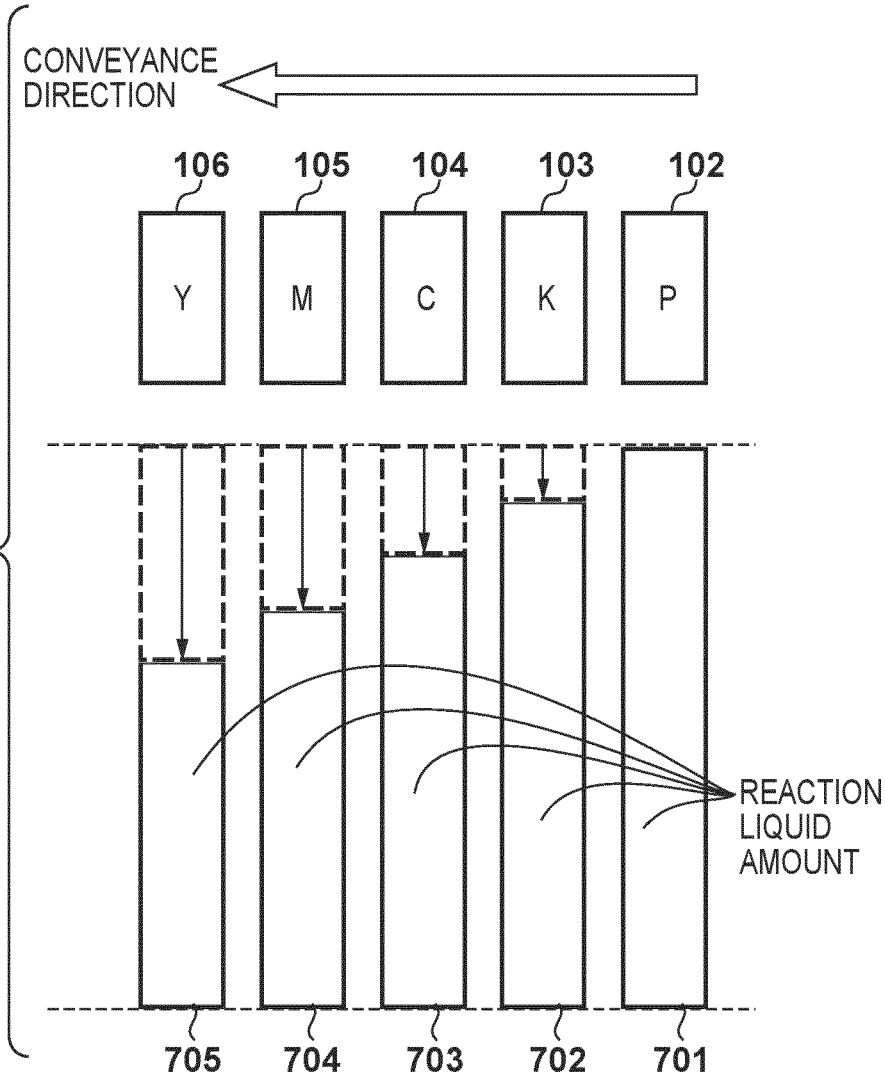 CONVEYANCE
DIRECTION
106 105 104 103 102
Y M C K P
REACTION
LIQUID
AMOUNT
705 704 703 702 701